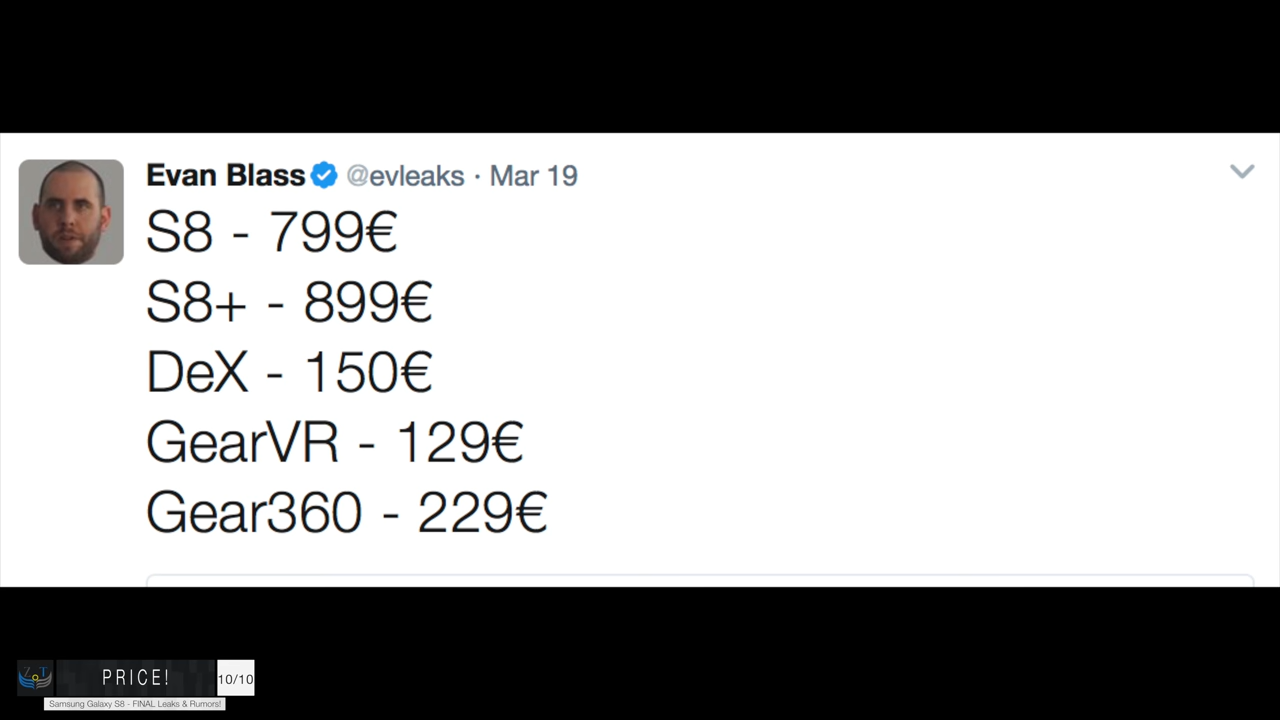 Evan Blass @evleaks · Mar 19
S8 - 799€
S8+ - 899€
DeX - 150€
GearVR - 129€
Gear360 - 229€
ZoT
PRICE!
10/10
Samsung Galaxy S8 - FINAL Leaks & Rumors!